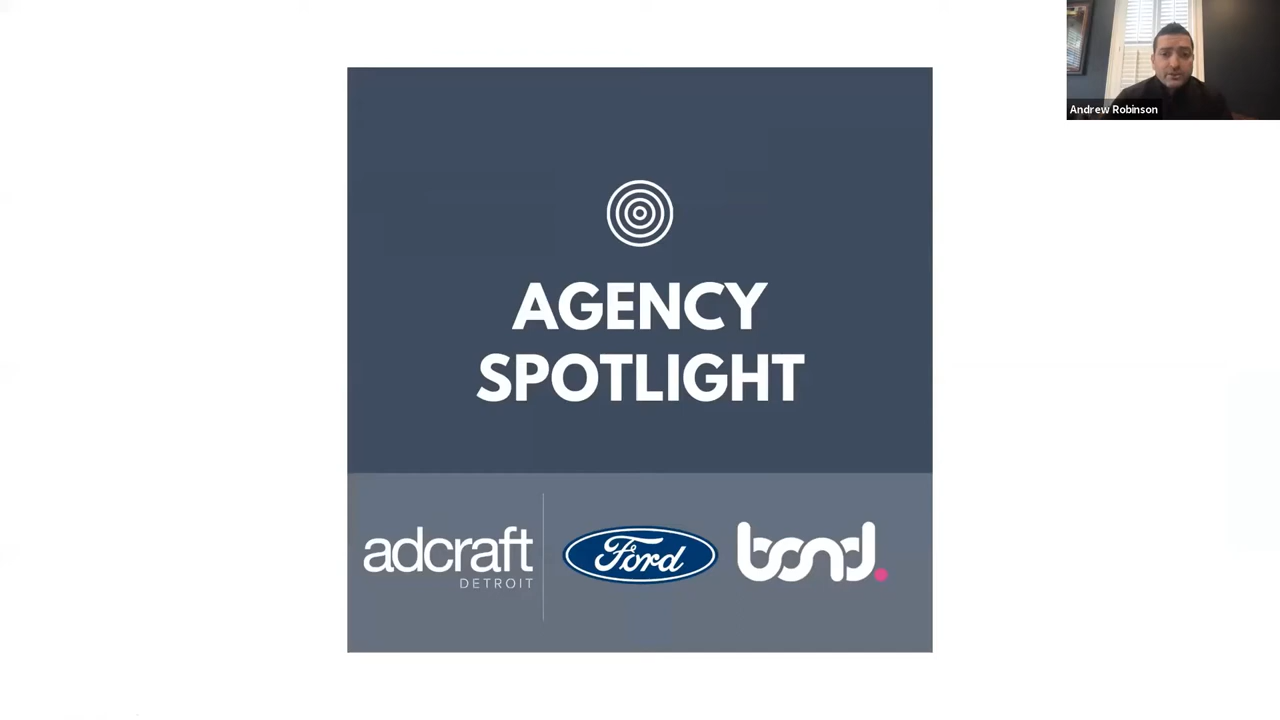 Andrew Robinson
AGENCY
SPOTLIGHT
adcraft
DETROIT
Ford
bond.